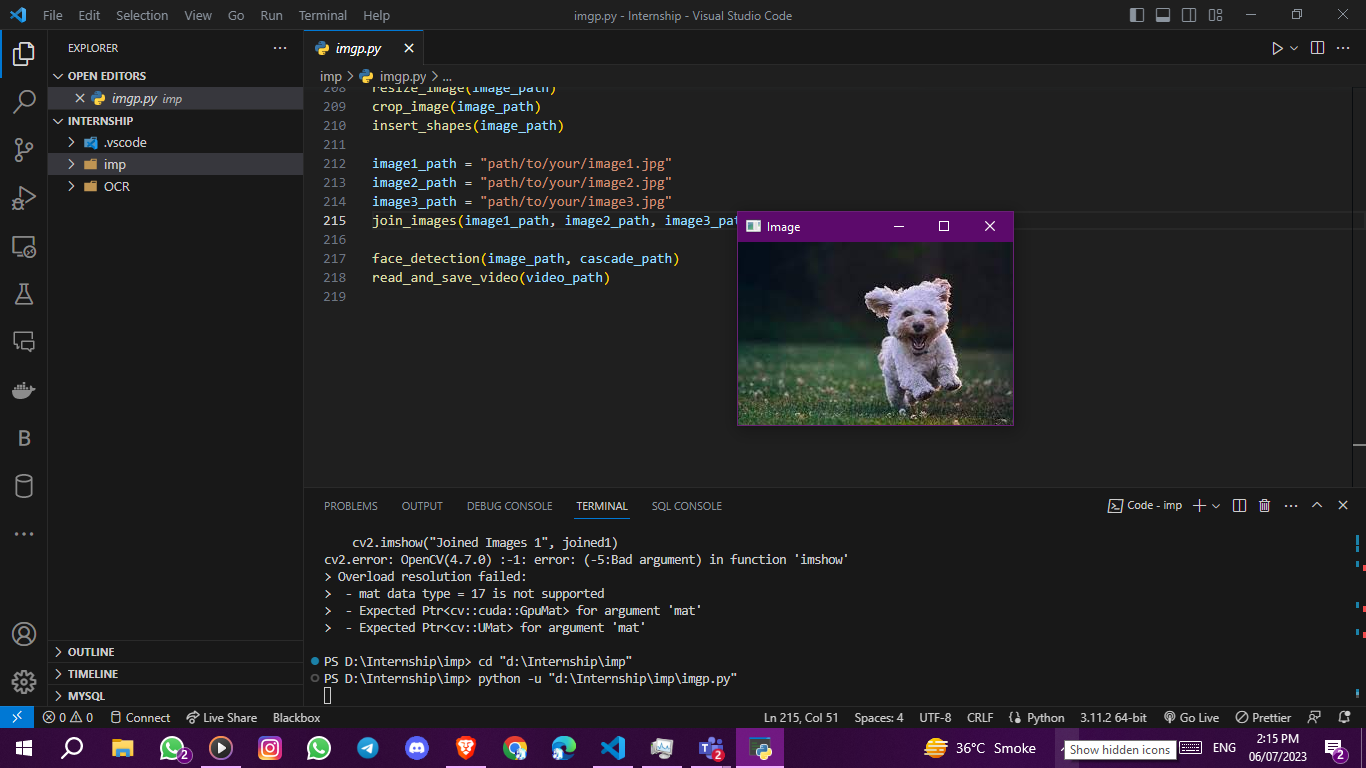 File Edit Selection View Go Run Terminal Help
imgp.py - Internship - Visual Studio Code
EXPLORER
OPEN EDITORS
imgp.py imp
INTERNSHIP
.vscode
imp
OCR
OUTLINE
TIMELINE
MYSQL
imgp.py
imp > imgp.py > ...
208 resize_image(image_path)
209 crop_image(image_path)
210 insert_shapes(image_path)
211
212 image1_path = "path/to/your/image1.jpg"
213 image2_path = "path/to/your/image2.jpg"
214 image3_path = "path/to/your/image3.jpg"
215 join_images(image1_path, image2_path, image3_pat
216
217 face_detection(image_path, cascade_path)
218 read_and_save_video(video_path)
219
Image
PROBLEMS OUTPUT DEBUG CONSOLE TERMINAL SQL CONSOLE
Code - imp
cv2.imshow("Joined Images 1", joined1)
cv2.error: OpenCV(4.7.0) :-1: error: (-5:Bad argument) in function 'imshow'
> Overload resolution failed:
>  - mat data type = 17 is not supported
>  - Expected Ptr<cv::cuda::GpuMat> for argument 'mat'
>  - Expected Ptr<cv::UMat> for argument 'mat'
PS D:\Internship\imp> cd "d:\Internship\imp"
PS D:\Internship\imp> python -u "d:\Internship\imp\imgp.py"
0 0 Connect Live Share Blackbox
Ln 215, Col 51 Spaces: 4 UTF-8 CRLF Python 3.11.2 64-bit Go Live Prettier
2
2
36°C Smoke
Show hidden icons
ENG
2:15 PM
06/07/2023
2